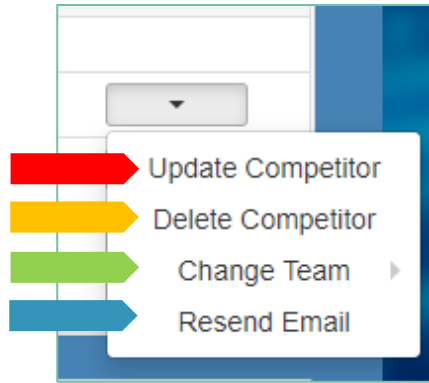 Update Competitor
Delete Competitor
Change Team
Resend Email